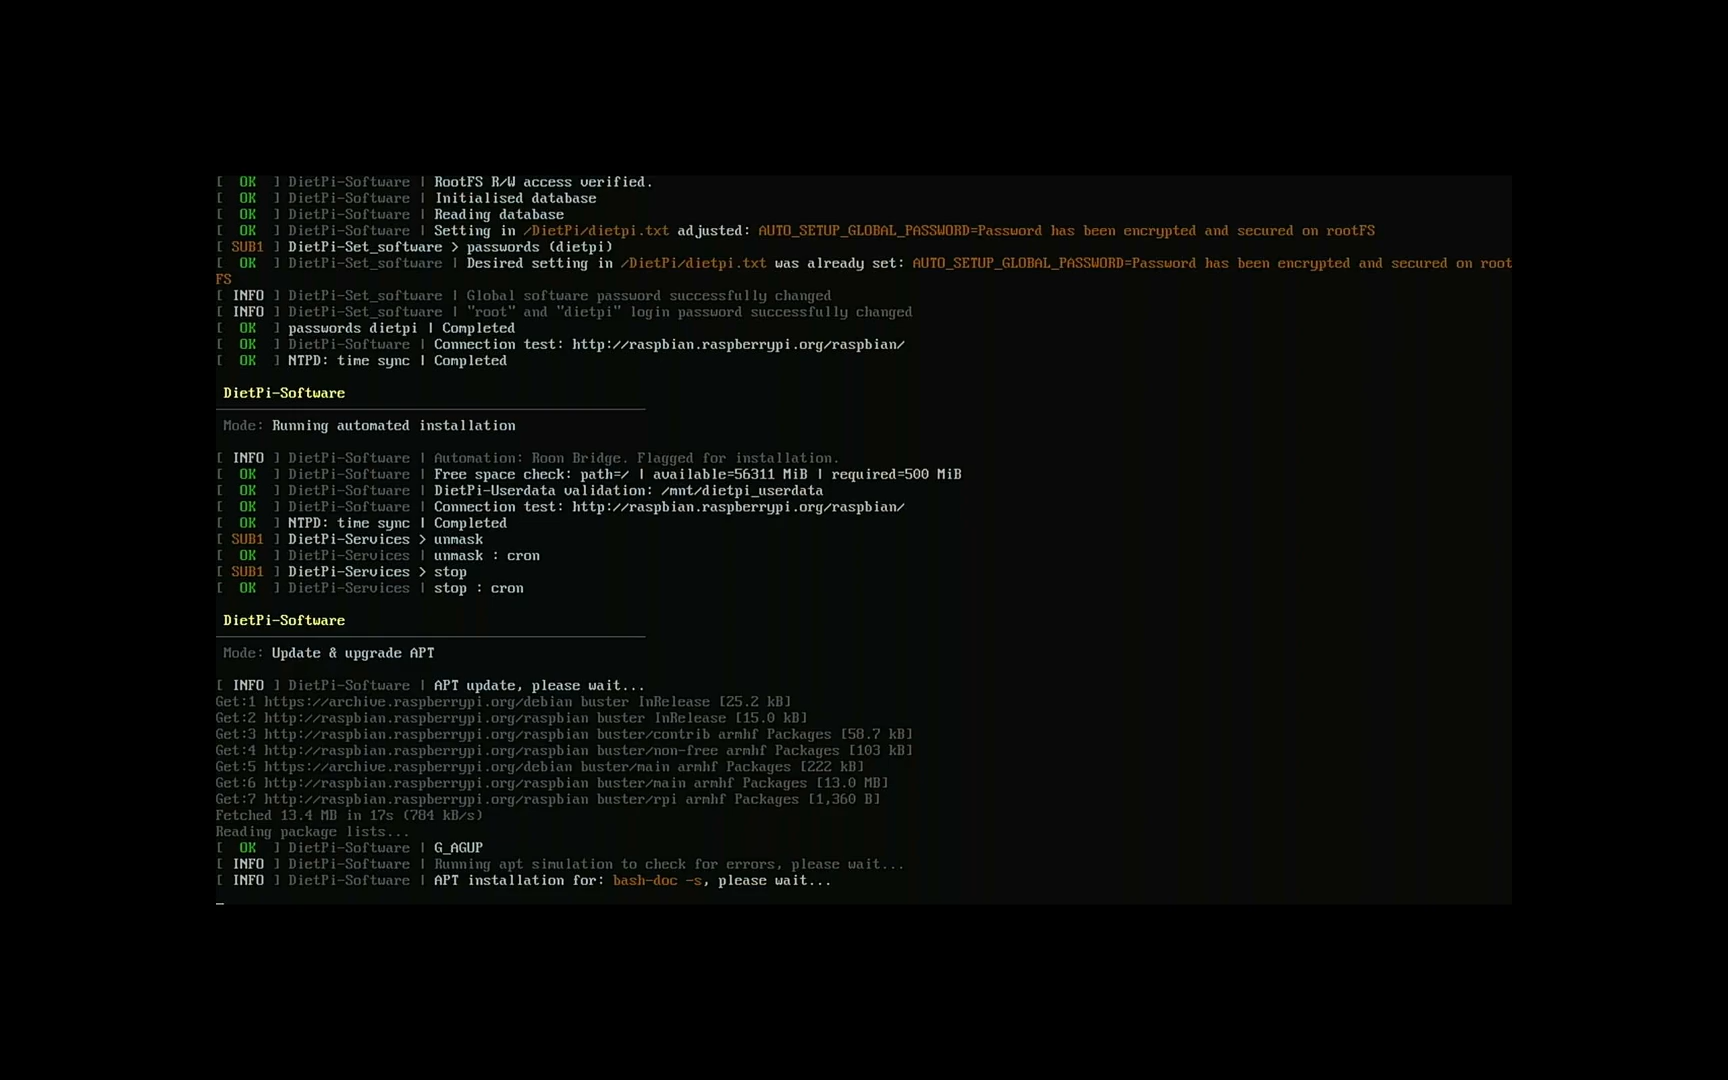 [  OK  ] DietPi-Software | RootFS R/W access verified.
[  OK  ] DietPi-Software | Initialised database
[  OK  ] DietPi-Software | Reading database
[  OK  ] DietPi-Software | Setting in /DietPi/dietpi.txt adjusted: AUTO_SETUP_GLOBAL_PASSWORD=Password has been encrypted and secured on rootFS
[ SUB1 ] DietPi-Set_software > passwords (dietpi)
[  OK  ] DietPi-Set_software | Desired setting in /DietPi/dietpi.txt was already set: AUTO_SETUP_GLOBAL_PASSWORD=Password has been encrypted and secured on root
FS
[ INFO ] DietPi-Set_software | Global software password successfully changed
[ INFO ] DietPi-Set_software | "root" and "dietpi" login password successfully changed
[  OK  ] passwords dietpi | Completed
[  OK  ] DietPi-Software | Connection test: http://raspbian.raspberrypi.org/raspbian/
[  OK  ] NTPD: time sync | Completed
DietPi-Software
Mode: Running automated installation
[ INFO ] DietPi-Software | Automation: Roon Bridge. Flagged for installation.
[  OK  ] DietPi-Software | Free space check: path=/ | available=56311 MiB | required=500 MiB
[  OK  ] DietPi-Software | DietPi-Userdata validation: /mnt/dietpi_userdata
[  OK  ] DietPi-Software | Connection test: http://raspbian.raspberrypi.org/raspbian/
[  OK  ] NTPD: time sync | Completed
[ SUB1 ] DietPi-Services > unmask
[  OK  ] DietPi-Services | unmask : cron
[ SUB1 ] DietPi-Services > stop
[  OK  ] DietPi-Services | stop : cron
DietPi-Software
Mode: Update & upgrade APT
[ INFO ] DietPi-Software | APT update, please wait...
Get:1 https://archive.raspberrypi.org/debian buster InRelease [25.2 kB]
Get:2 http://raspbian.raspberrypi.org/raspbian buster InRelease [15.0 kB]
Get:3 http://raspbian.raspberrypi.org/raspbian buster/contrib armhf Packages [58.7 kB]
Get:4 http://raspbian.raspberrypi.org/raspbian buster/non-free armhf Packages [103 kB]
Get:5 https://archive.raspberrypi.org/debian buster/main armhf Packages [222 kB]
Get:6 http://raspbian.raspberrypi.org/raspbian buster/main armhf Packages [13.0 MB]
Get:7 http://raspbian.raspberrypi.org/raspbian buster/rpi armhf Packages [1,360 B]
Fetched 13.4 MB in 17s (784 kB/s)
Reading package lists...
[  OK  ] DietPi-Software | G_AGUP
[ INFO ] DietPi-Software | Running apt simulation to check for errors, please wait...
[ INFO ] DietPi-Software | APT installation for: bash-doc -s, please wait...